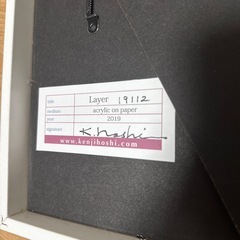 title Layer 19112
medium acrylic on paper
year 2019
signature K. Hoshi
www.kenjihoshi.com